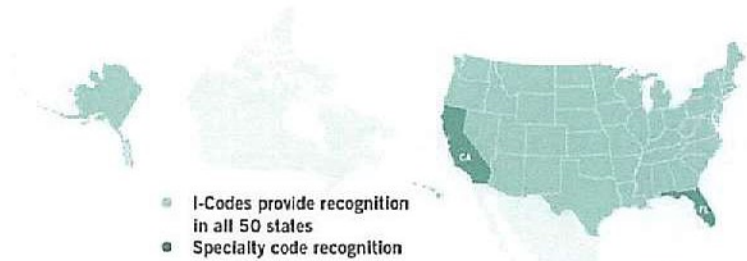 CA
FL
I-Codes provide recognition
in all 50 states
Specialty code recognition